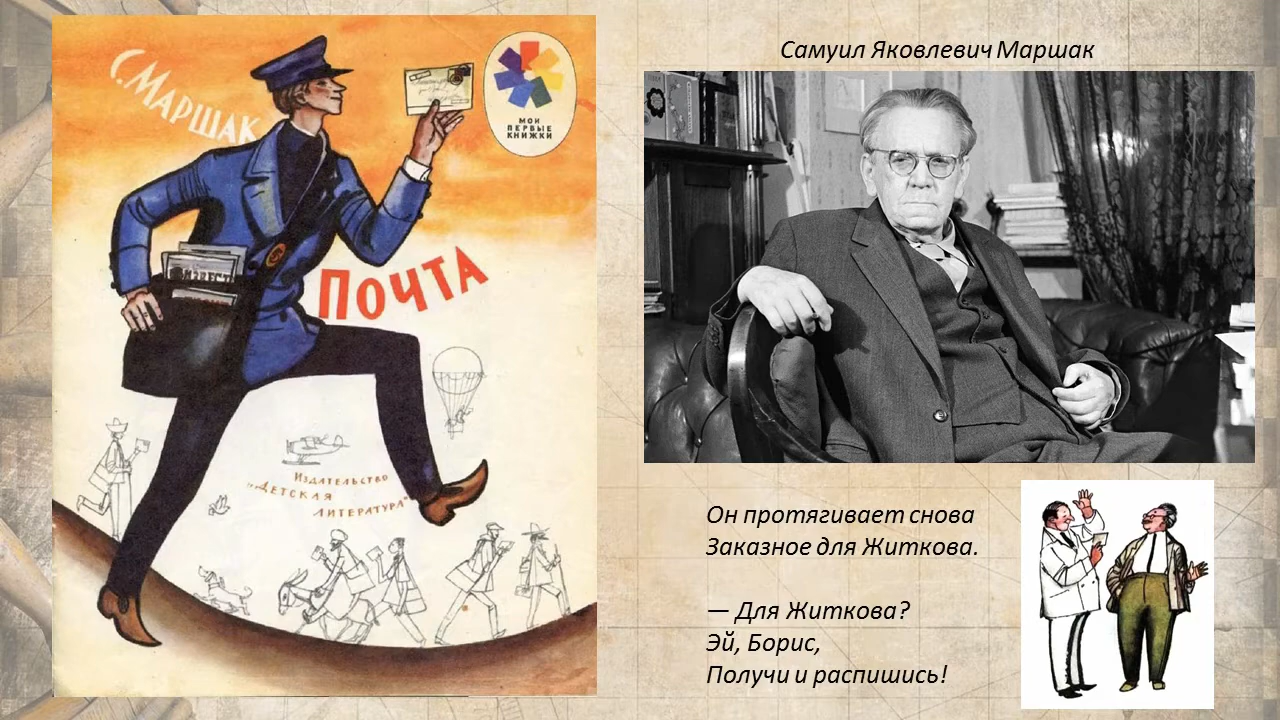 С. МАРШАК
МОИ
ПЕРВЫЕ
КНИЖКИ
ПОЧТА
ИЗДАТЕЛЬСТВО
"ДЕТСКАЯ
ЛИТЕРАТУРА"
Самуил Яковлевич Маршак
Он протягивает снова
Заказное для Житкова.
— Для Житкова?
Эй, Борис,
Получи и распишись!